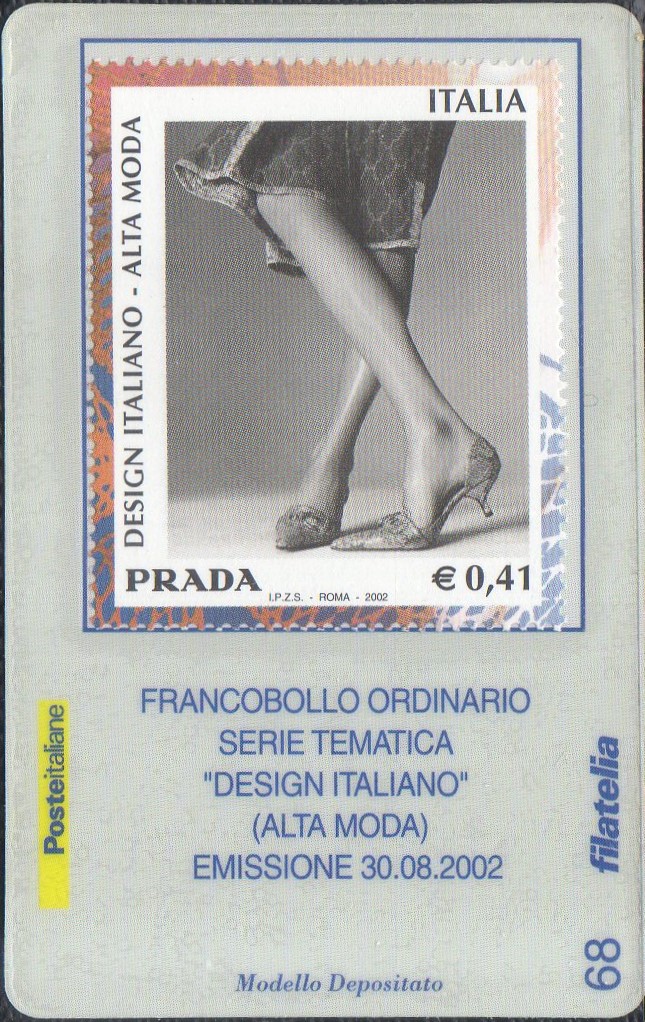 ITALIA
DESIGN ITALIANO - ALTA MODA
PRADA
€ 0,41
I.P.Z.S. - ROMA - 2002
FRANCOBOLLO ORDINARIO
SERIE TEMATICA
"DESIGN ITALIANO"
(ALTA MODA)
EMISSIONE 30.08.2002
Posteitaliane
filatelia
68
Modello Depositato